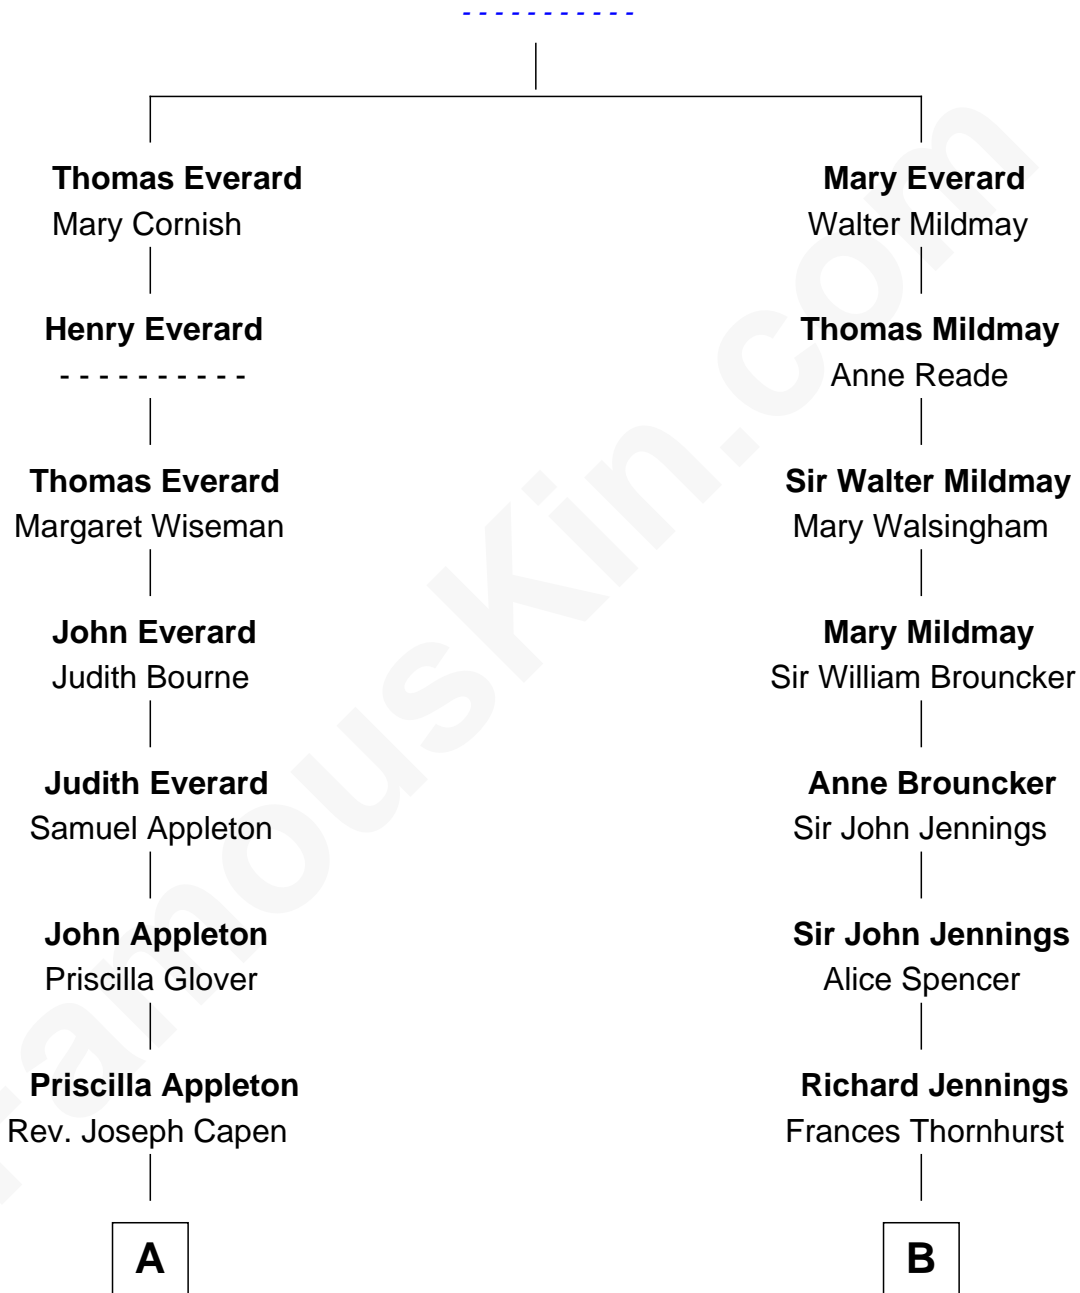 - - - - - - - - - - -
Thomas Everard
Mary Cornish
Henry Everard
- - - - - - - - - -
Thomas Everard
Margaret Wiseman
John Everard
Judith Bourne
Judith Everard
Samuel Appleton
John Appleton
Priscilla Glover
Priscilla Appleton
Rev. Joseph Capen
A
Mary Everard
Walter Mildmay
Thomas Mildmay
Anne Reade
Sir Walter Mildmay
Mary Walsingham
Mary Mildmay
Sir William Brouncker
Anne Brouncker
Sir John Jennings
Sir John Jennings
Alice Spencer
Richard Jennings
Frances Thornhurst
B
FamousKin.com